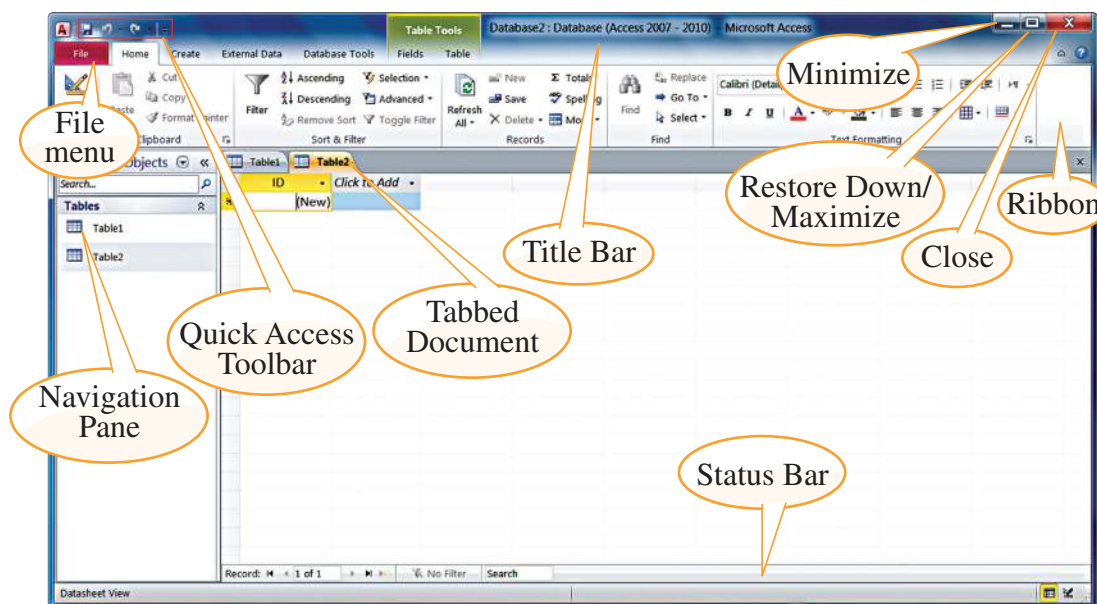 Table Tools
Database2 : Database (Access 2007 - 2010) - Microsoft Access
File Home Create External Data Database Tools Fields Table
Cut
Copy
Format
Clipboard
Filter
Ascending
Descending
Remove Sort
Selection
Advanced
Toggle Filter
Sort & Filter
Refresh
All
New
Save
Delete
Totals
Spelling
Records
Find
Replace
Go To
Select
Find
Calibri (Detail)
B I U A
Text Formatting
Minimize
File
menu
Restore Down/
Maximize
Ribbon
Close
Title Bar
Tabbed
Document
Quick Access
Toolbar
Navigation
Pane
Status Bar
Objects
Search...
Tables
Table1
Table2
Table1 Table2
ID Click to Add
(New)
Record: 1 of 1 No Filter Search
Datasheet View